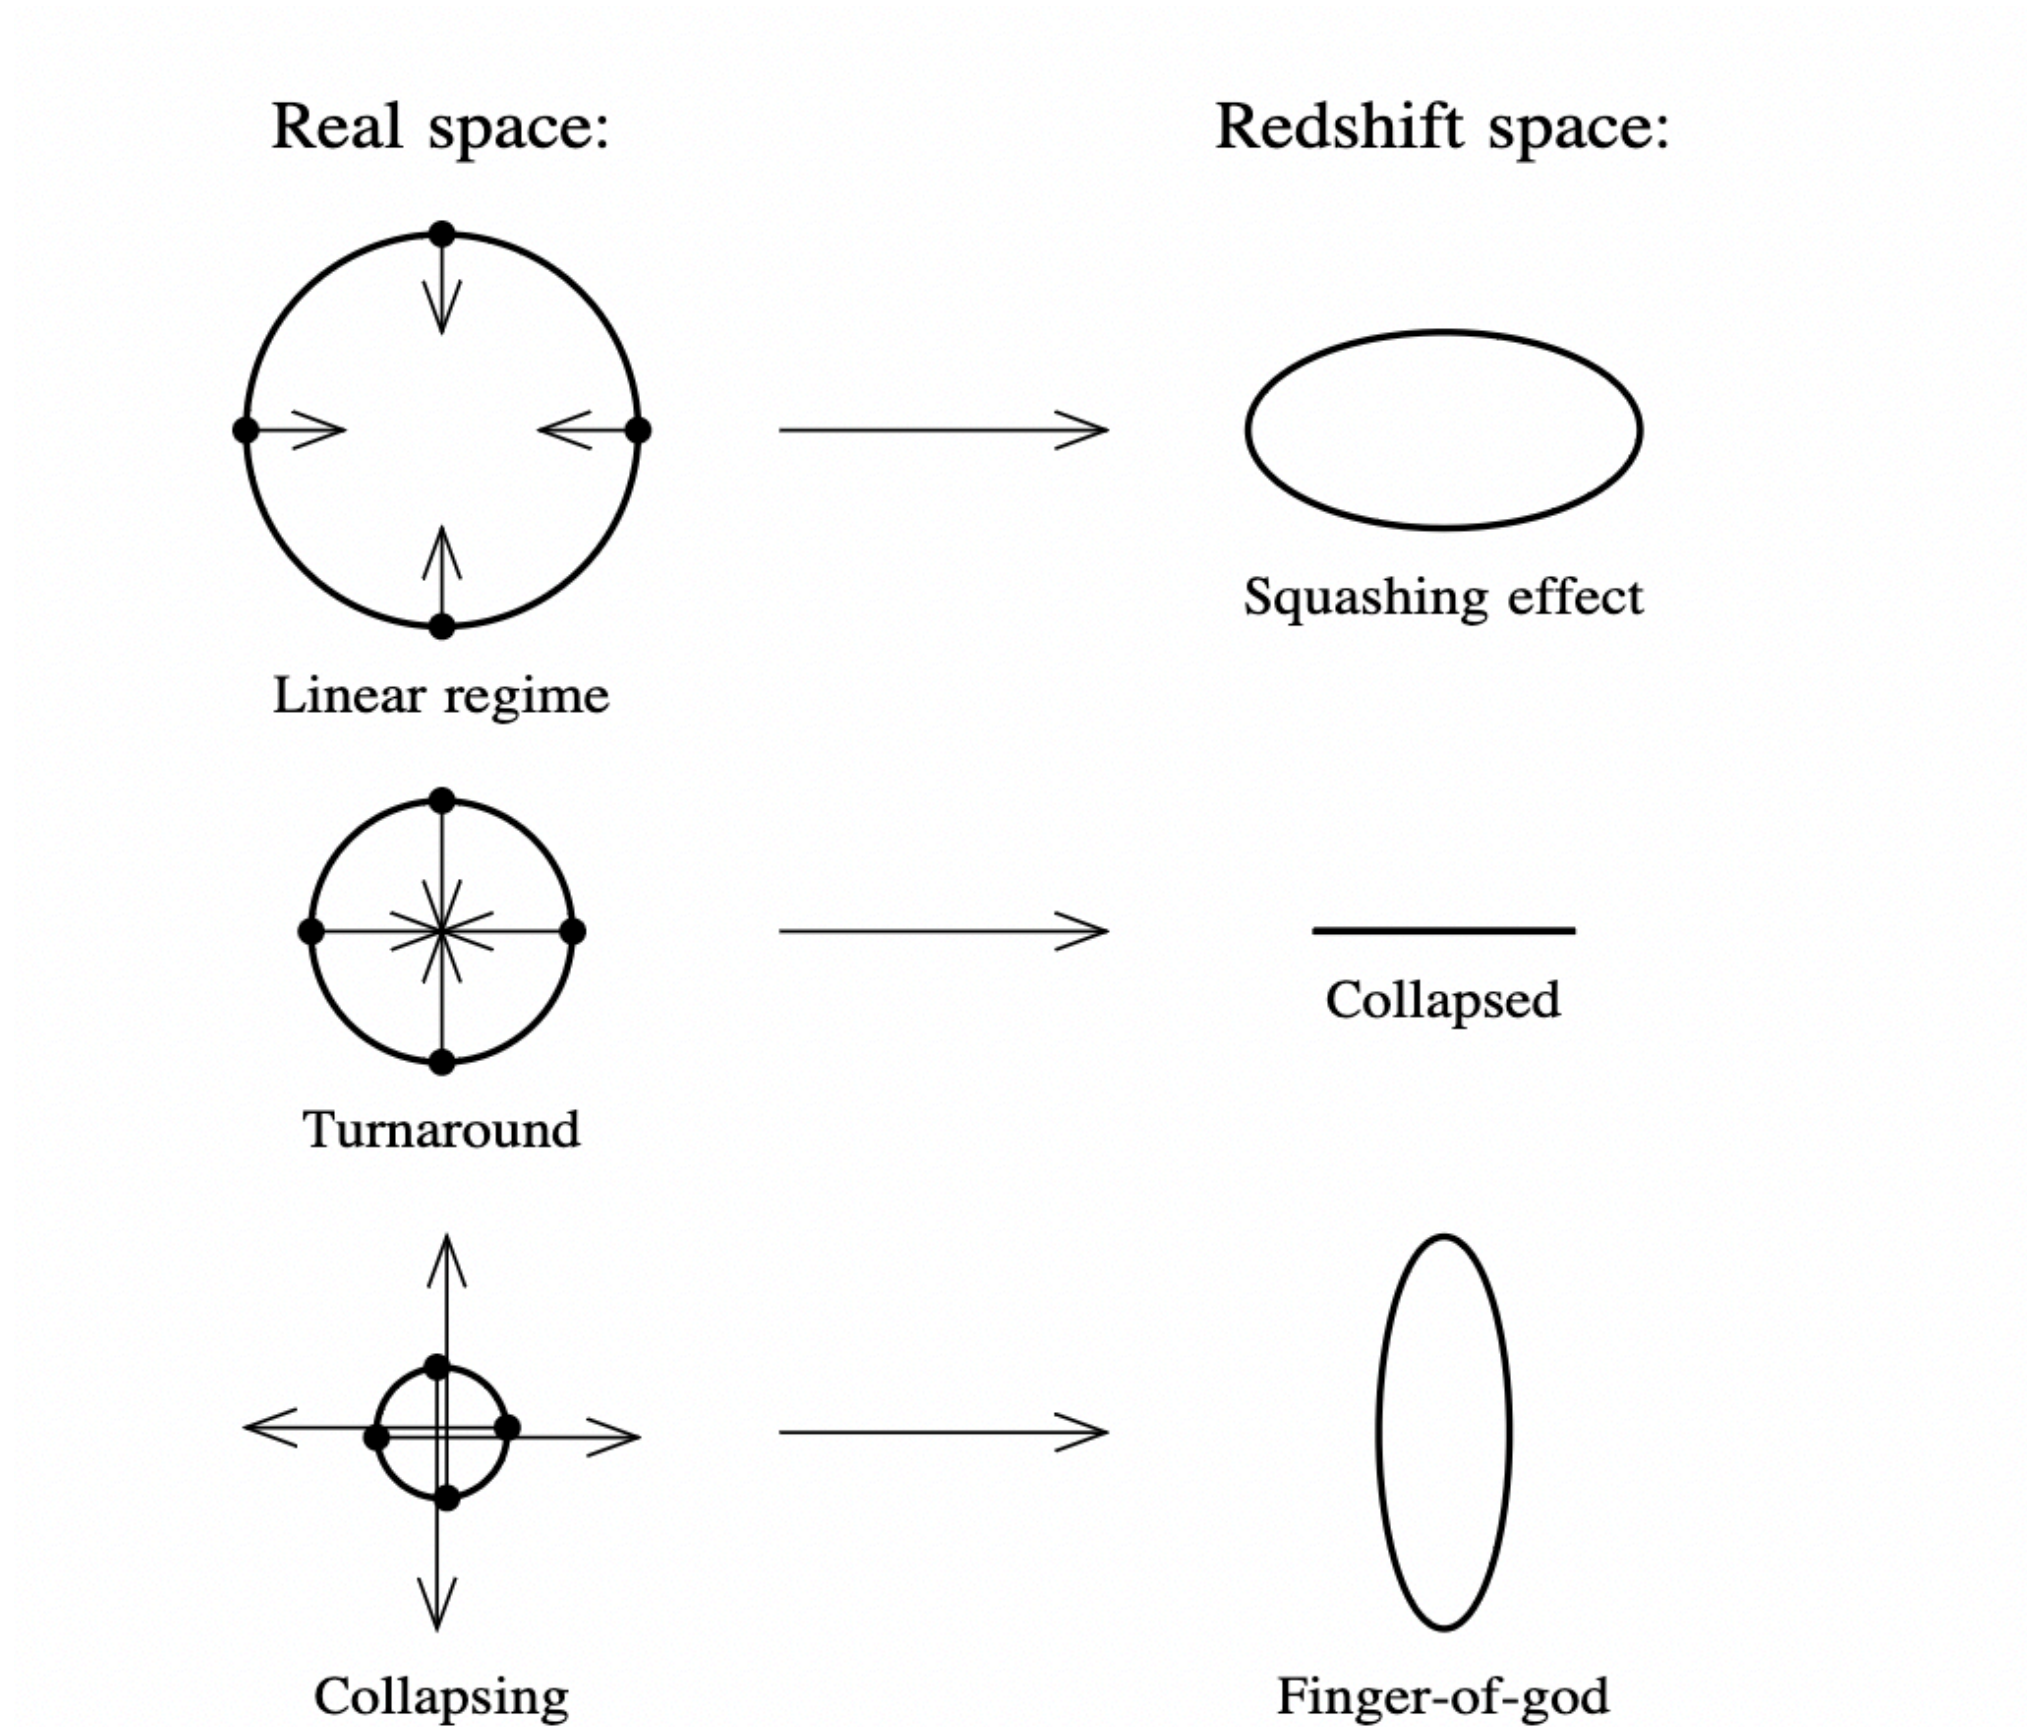 Real space:
Redshift space:
Squashing effect
Linear regime
Collapsed
Turnaround
Collapsing
Finger-of-god